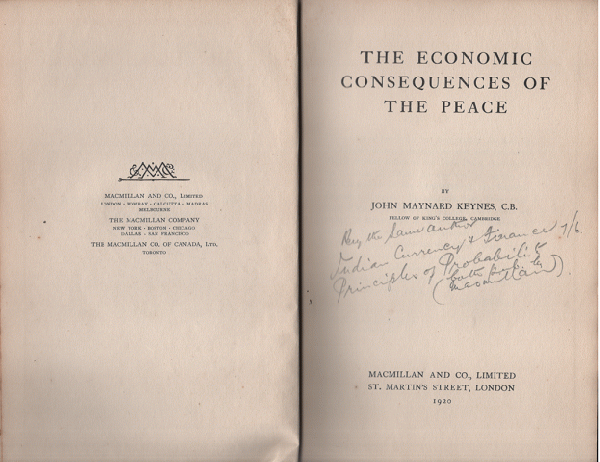 MACMILLAN AND CO., LIMITED
LONDON · BOMBAY · CALCUTTA · MADRAS
MELBOURNE
THE MACMILLAN COMPANY
NEW YORK · BOSTON · CHICAGO
DALLAS · SAN FRANCISCO
THE MACMILLAN CO. OF CANADA, LTD.
TORONTO
THE ECONOMIC
CONSEQUENCES OF
THE PEACE
BY
JOHN MAYNARD KEYNES, C.B.
FELLOW OF KING'S COLLEGE, CAMBRIDGE
By the same author
Indian Currency & Finance 7/6
Principles of Probability
(both pub. by
Macmillan).
MACMILLAN AND CO., LIMITED
ST. MARTIN'S STREET, LONDON
1920